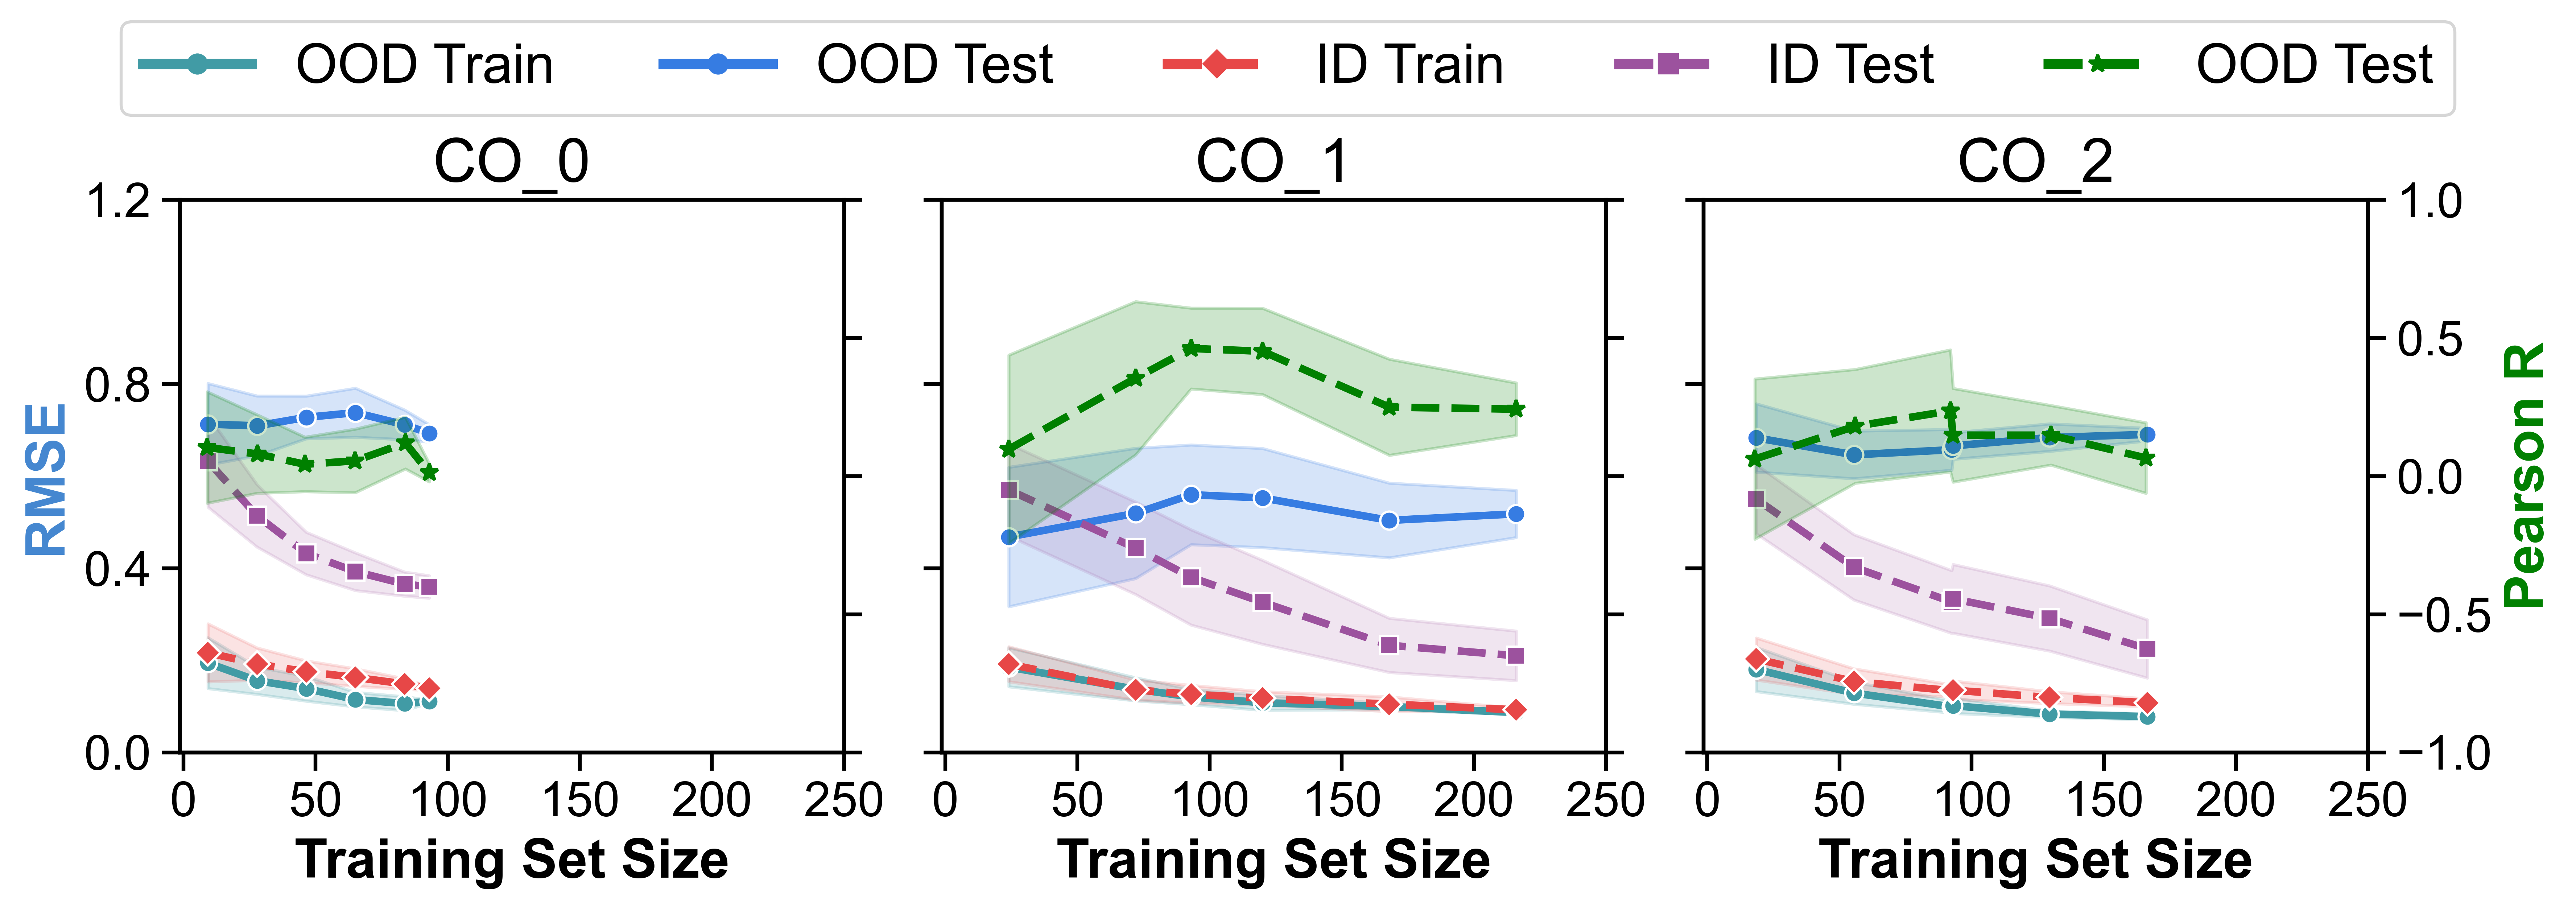 OOD Train OOD Test ID Train ID Test OOD Test
CO_0 CO_1 CO_2
RMSE
1.2
0.8
0.4
0.0
0 50 100 150 200 250
Training Set Size
0 50 100 150 200 250
Training Set Size
0 50 100 150 200 250
Training Set Size
1.0
0.5
0.0
−0.5
−1.0
Pearson R